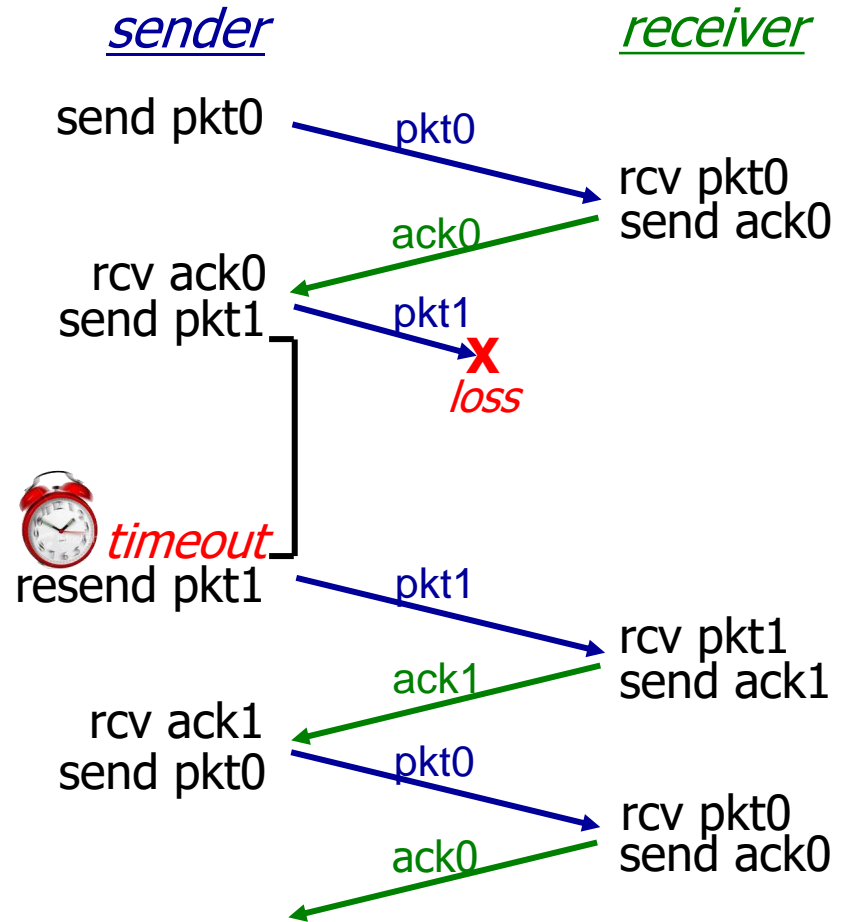 sender
receiver
send pkt0
pkt0
rcv pkt0
send ack0
ack0
rcv ack0
send pkt1
pkt1
X
loss
timeout
resend pkt1
pkt1
rcv pkt1
send ack1
ack1
rcv ack1
send pkt0
pkt0
rcv pkt0
send ack0
ack0